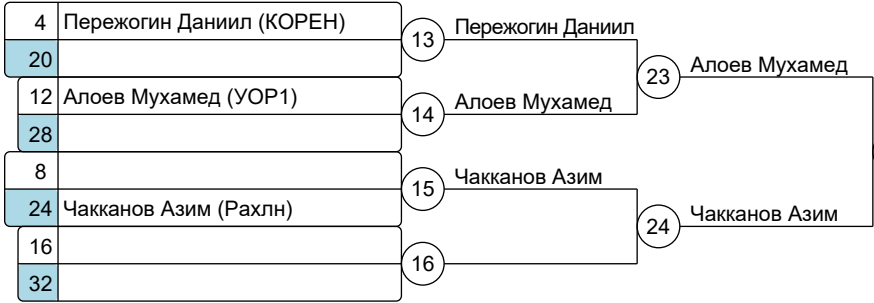 4 Пережогин Даниил (КОРЕН)
20
13 Пережогин Даниил
12 Алоев Мухамед (УОР1)
28
14 Алоев Мухамед
23 Алоев Мухамед
8
24 Чакканов Азим (Рахлн)
15 Чакканов Азим
16
32
16
24 Чакканов Азим